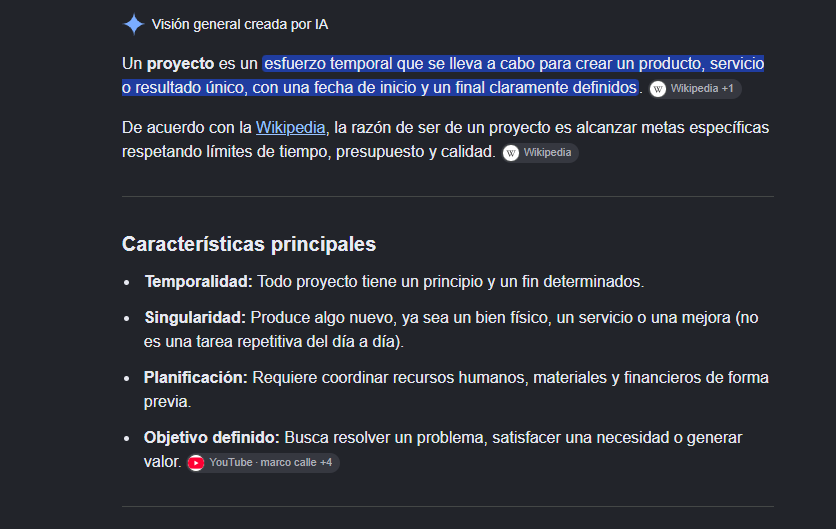 Visión general creada por IA
Un proyecto es un esfuerzo temporal que se lleva a cabo para crear un producto, servicio
o resultado único, con una fecha de inicio y un final claramente definidos. W Wikipedia +1
De acuerdo con la Wikipedia, la razón de ser de un proyecto es alcanzar metas específicas
respetando límites de tiempo, presupuesto y calidad. W Wikipedia
Características principales
• Temporalidad: Todo proyecto tiene un principio y un fin determinados.
• Singularidad: Produce algo nuevo, ya sea un bien físico, un servicio o una mejora (no
es una tarea repetitiva del día a día).
• Planificación: Requiere coordinar recursos humanos, materiales y financieros de forma
previa.
• Objetivo definido: Busca resolver un problema, satisfacer una necesidad o generar
valor. YouTube · marco calle +4